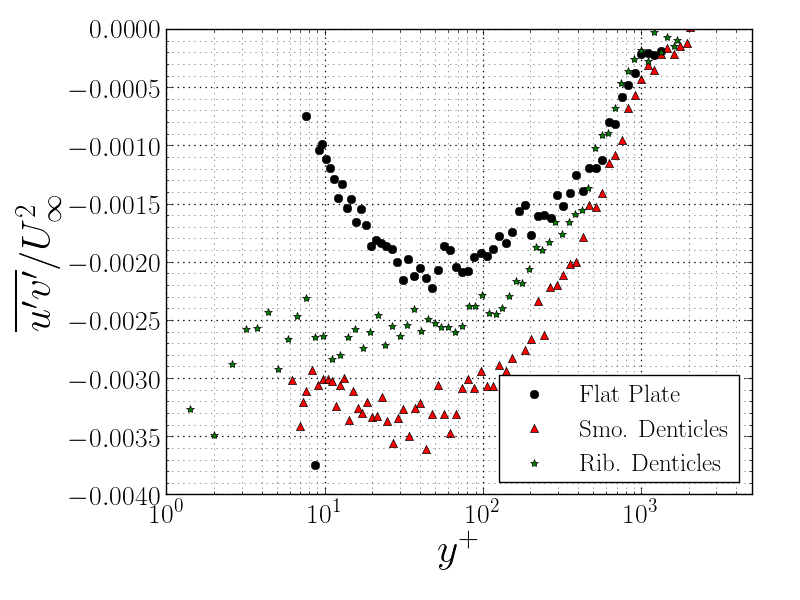 0.0000
−0.0005
−0.0010
−0.0015
−0.0020
−0.0025
−0.0030
−0.0035
−0.0040
10⁰ 10¹ 10² 10³
y⁺
u′v′/U²∞
Flat Plate
Smo. Denticles
Rib. Denticles